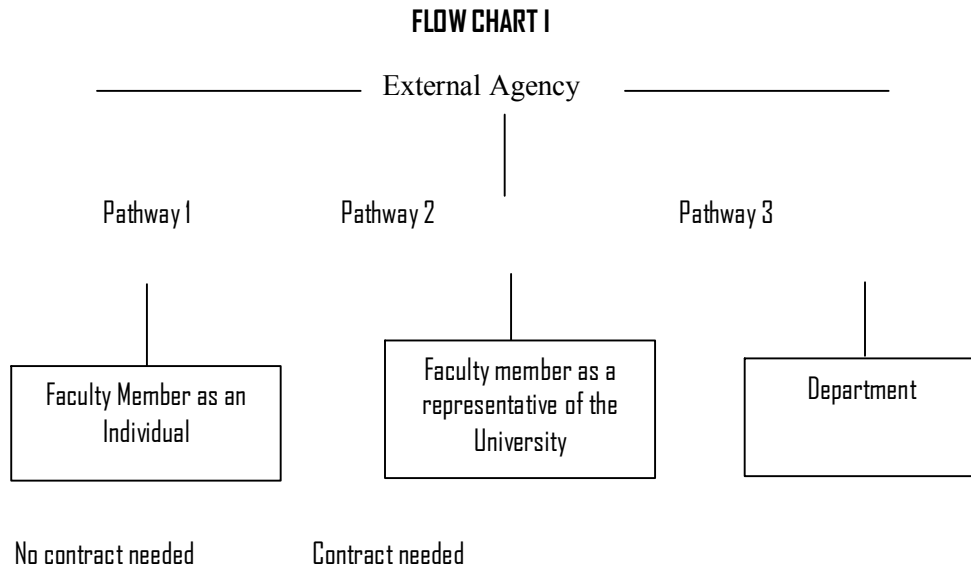 FLOW CHART I
External Agency
Pathway 1 Pathway 2 Pathway 3
Faculty Member as an
Individual
Faculty member as a
representative of the
University
Department
No contract needed Contract needed